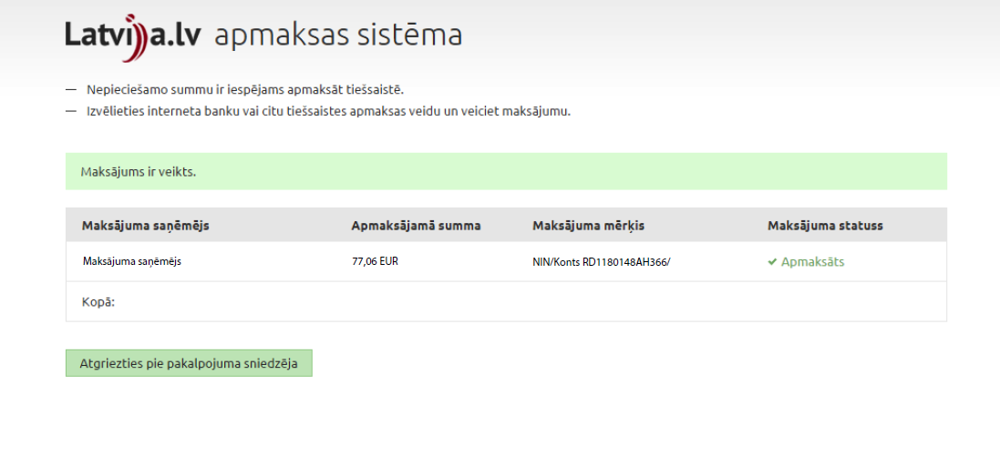 Latvija.lv apmaksas sistēma
— Nepieciešamo summu ir iespējams apmaksāt tiešsaistē.
— Izvēlieties interneta banku vai citu tiešsaistes apmaksas veidu un veiciet maksājumu.
Maksājums ir veikts.
Maksājuma saņēmējs Apmaksājamā summa Maksājuma mērķis Maksājuma statuss
Maksājuma saņēmējs 77,06 EUR NIN/Konts RD1180148AH366/ ✔ Apmaksāts
Kopā:
Atgriezties pie pakalpojuma sniedzēja